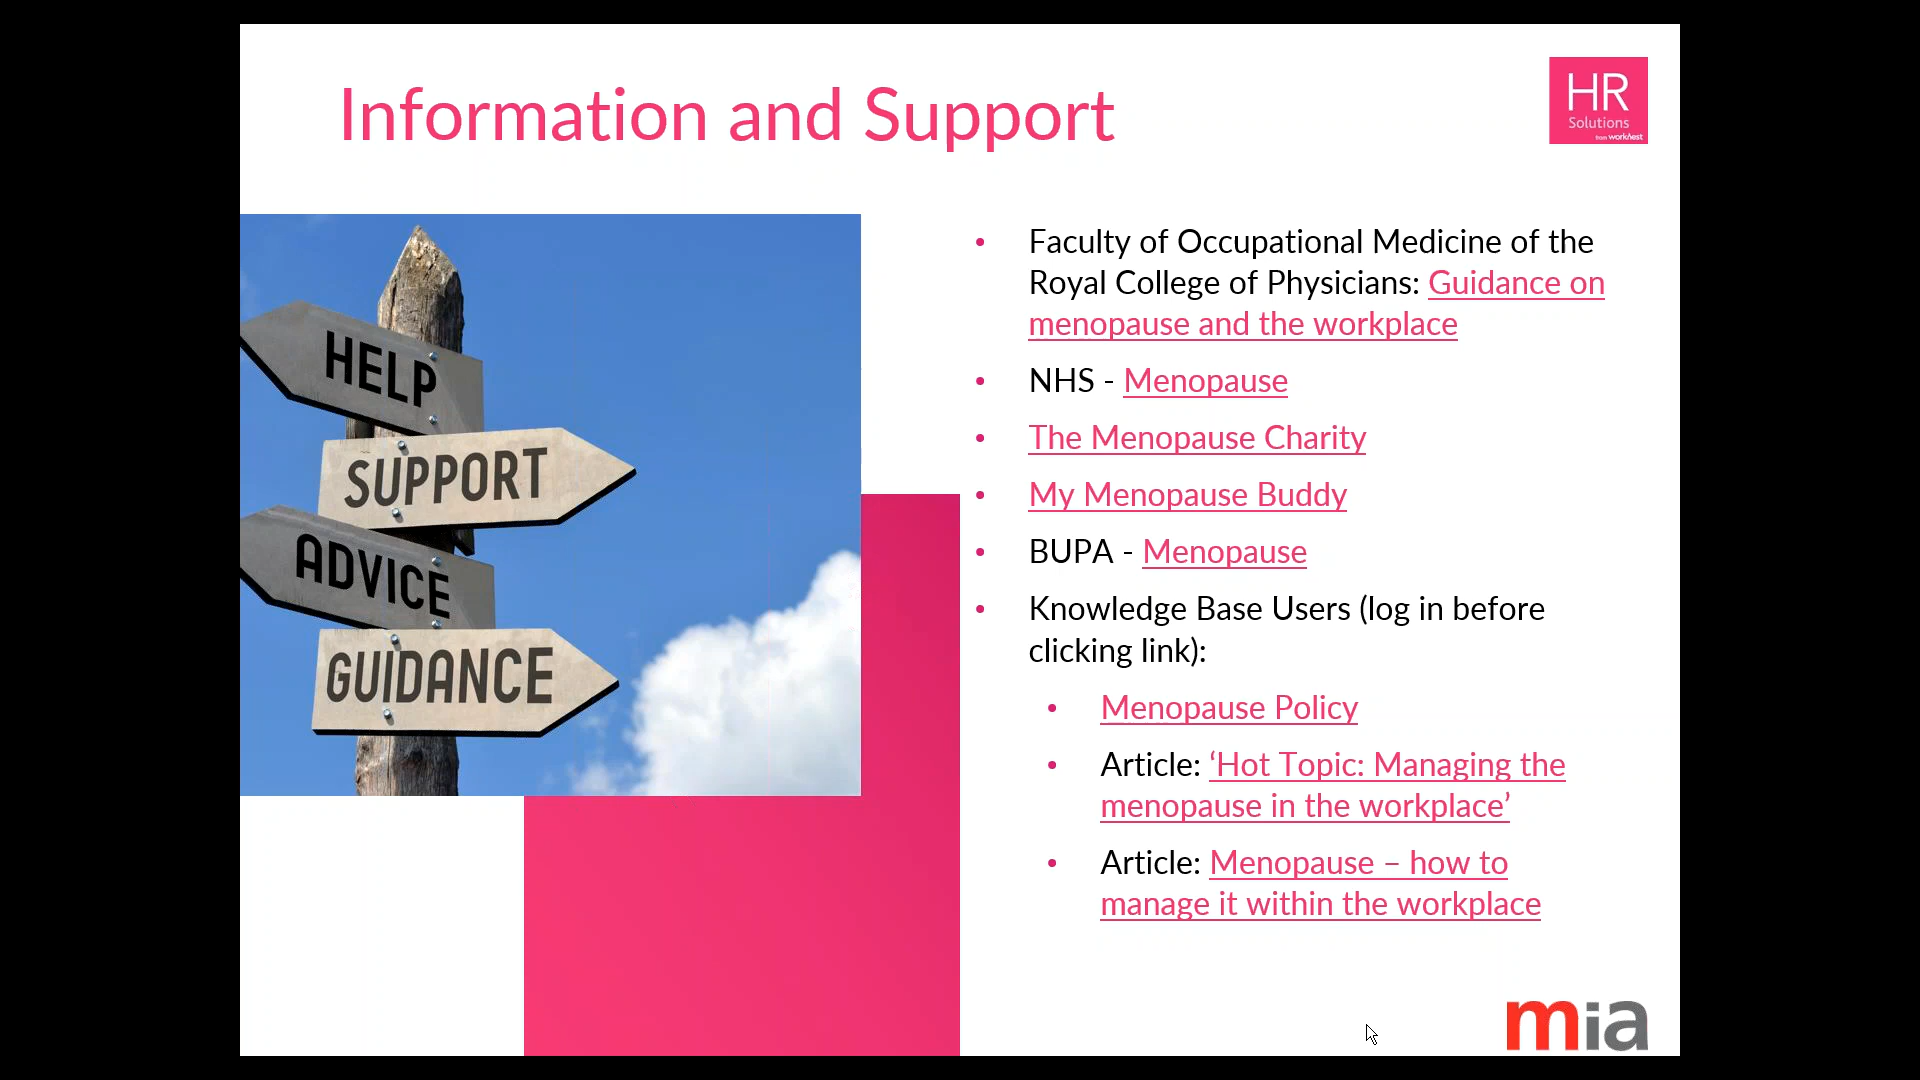 Information and Support
HR
Solutions
from worknest
HELP
SUPPORT
ADVICE
GUIDANCE
• Faculty of Occupational Medicine of the
Royal College of Physicians: Guidance on
menopause and the workplace
• NHS - Menopause
• The Menopause Charity
• My Menopause Buddy
• BUPA - Menopause
• Knowledge Base Users (log in before
clicking link):
• Menopause Policy
• Article: ‘Hot Topic: Managing the
menopause in the workplace’
• Article: Menopause – how to
manage it within the workplace
mia